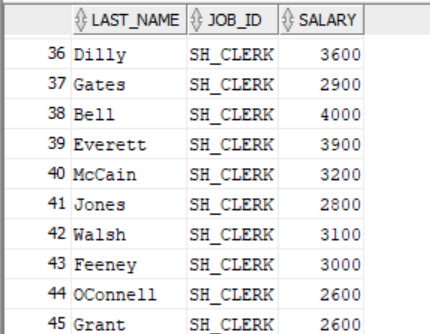 LAST_NAME JOB_ID SALARY
36 Dilly SH_CLERK 3600
37 Gates SH_CLERK 2900
38 Bell SH_CLERK 4000
39 Everett SH_CLERK 3900
40 McCain SH_CLERK 3200
41 Jones SH_CLERK 2800
42 Walsh SH_CLERK 3100
43 Feeney SH_CLERK 3000
44 OConnell SH_CLERK 2600
45 Grant SH_CLERK 2600